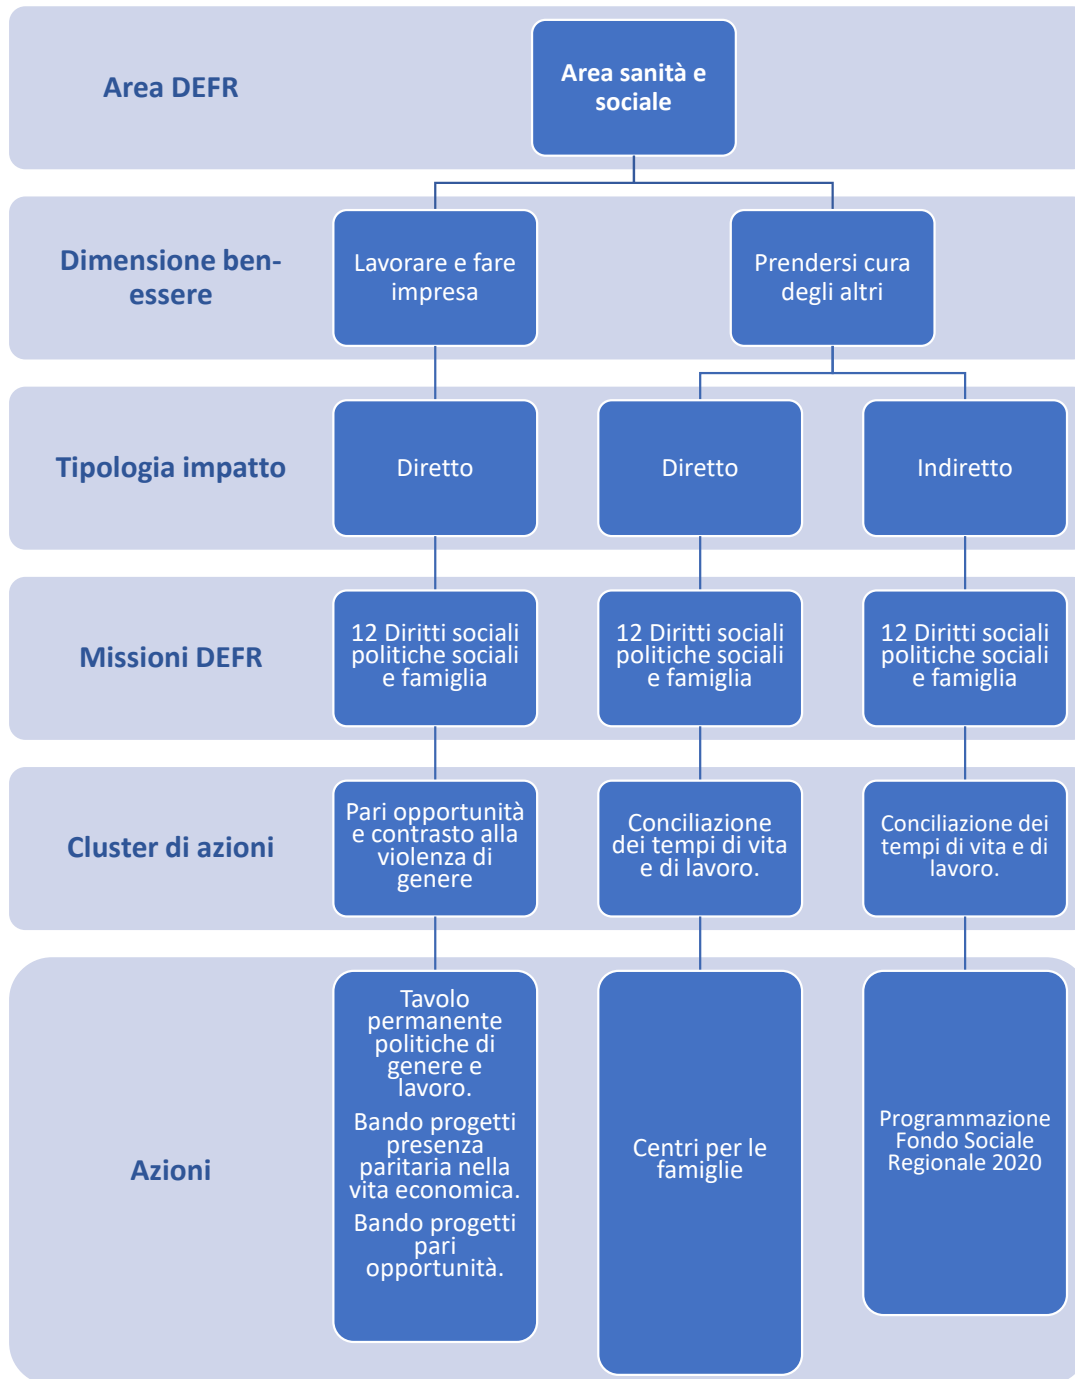 Area DEFR
Area sanità e
sociale
Dimensione ben-
essere
Lavorare e fare
impresa
Prendersi cura
degli altri
Tipologia impatto
Diretto
Diretto
Indiretto
Missioni DEFR
12 Diritti sociali
politiche sociali
e famiglia
12 Diritti sociali
politiche sociali
e famiglia
12 Diritti sociali
politiche sociali
e famiglia
Cluster di azioni
Pari opportunità
e contrasto alla
violenza di
genere
Conciliazione
dei tempi di vita
e di lavoro.
Conciliazione dei
tempi di vita e di
lavoro.
Azioni
Tavolo
permanente
politiche di
genere e
lavoro.
Bando progetti
presenza
paritaria nella
vita economica.
Bando progetti
pari
opportunità.
Centri per le
famiglie
Programmazione
Fondo Sociale
Regionale 2020